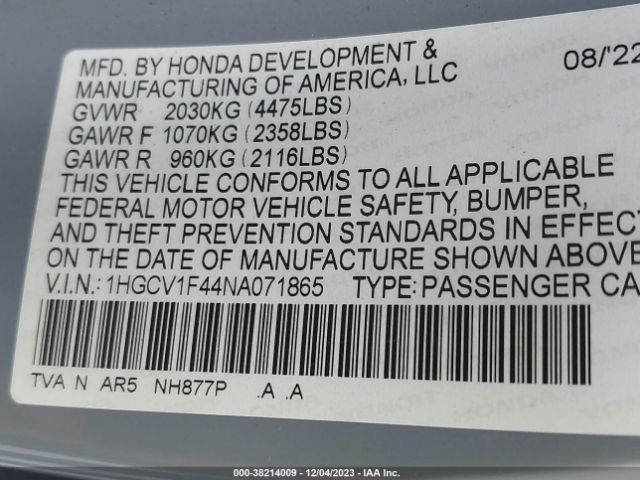 MFD. BY HONDA DEVELOPMENT & 08/'22
MANUFACTURING OF AMERICA, LLC
GVWR 2030KG (4475LBS)
GAWR F 1070KG (2358LBS)
GAWR R 960KG (2116LBS)
THIS VEHICLE CONFORMS TO ALL APPLICABLE
FEDERAL MOTOR VEHICLE SAFETY, BUMPER,
AND THEFT PREVENTION STANDARDS IN EFFECT
ON THE DATE OF MANUFACTURE SHOWN ABOVE
V.I.N.: 1HGCV1F44NA071865 TYPE: PASSENGER CA
TVA N AR5 NH877P .A .A
000-38214009 - 12/04/2023 - IAA Inc.